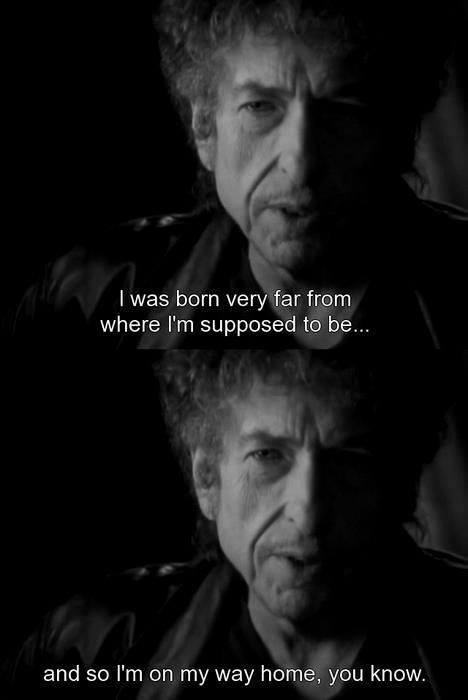 I was born very far from
where I'm supposed to be...
and so I'm on my way home, you know.